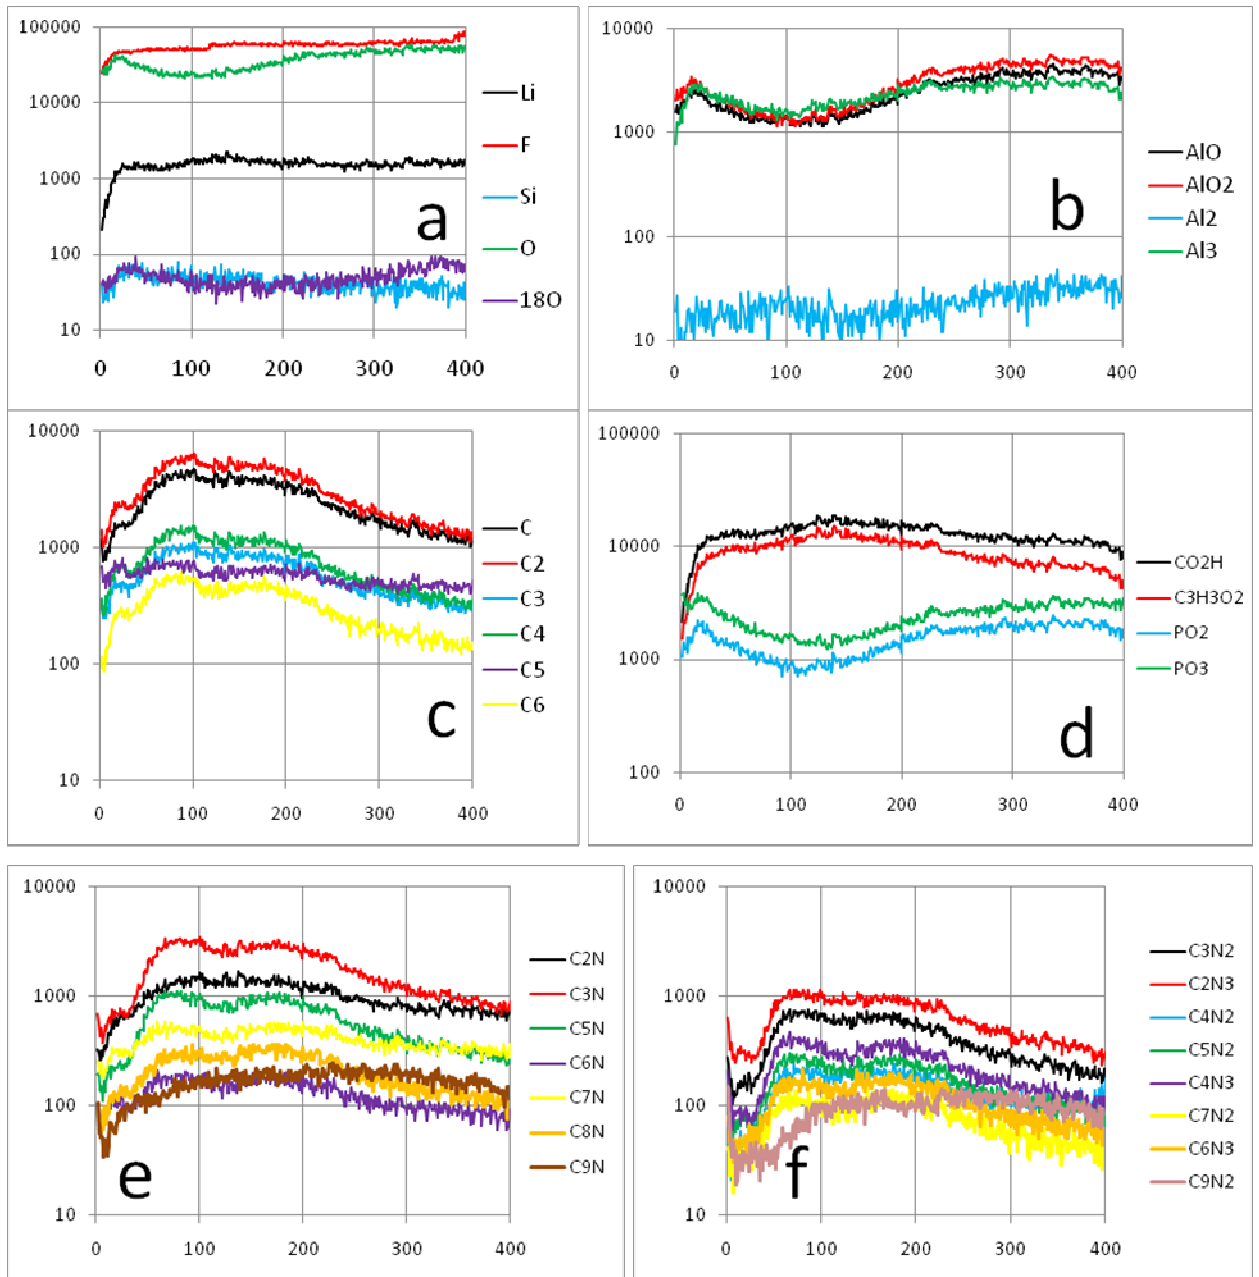 100000
10000
1000
100
10
0 100 200 300 400
Li
F
Si
O
18O
a
10000
1000
100
10
0 100 200 300 400
AlO
AlO2
Al2
Al3
b
10000
1000
100
10
0 100 200 300 400
C
C2
C3
C4
C5
C6
c
100000
10000
1000
100
0 100 200 300 400
CO2H
C3H3O2
PO2
PO3
d
10000
1000
100
10
0 100 200 300 400
C2N
C3N
C5N
C6N
C7N
C8N
C9N
e
10000
1000
100
10
0 100 200 300 400
C3N2
C2N3
C4N2
C5N2
C4N3
C7N2
C6N3
C9N2
f